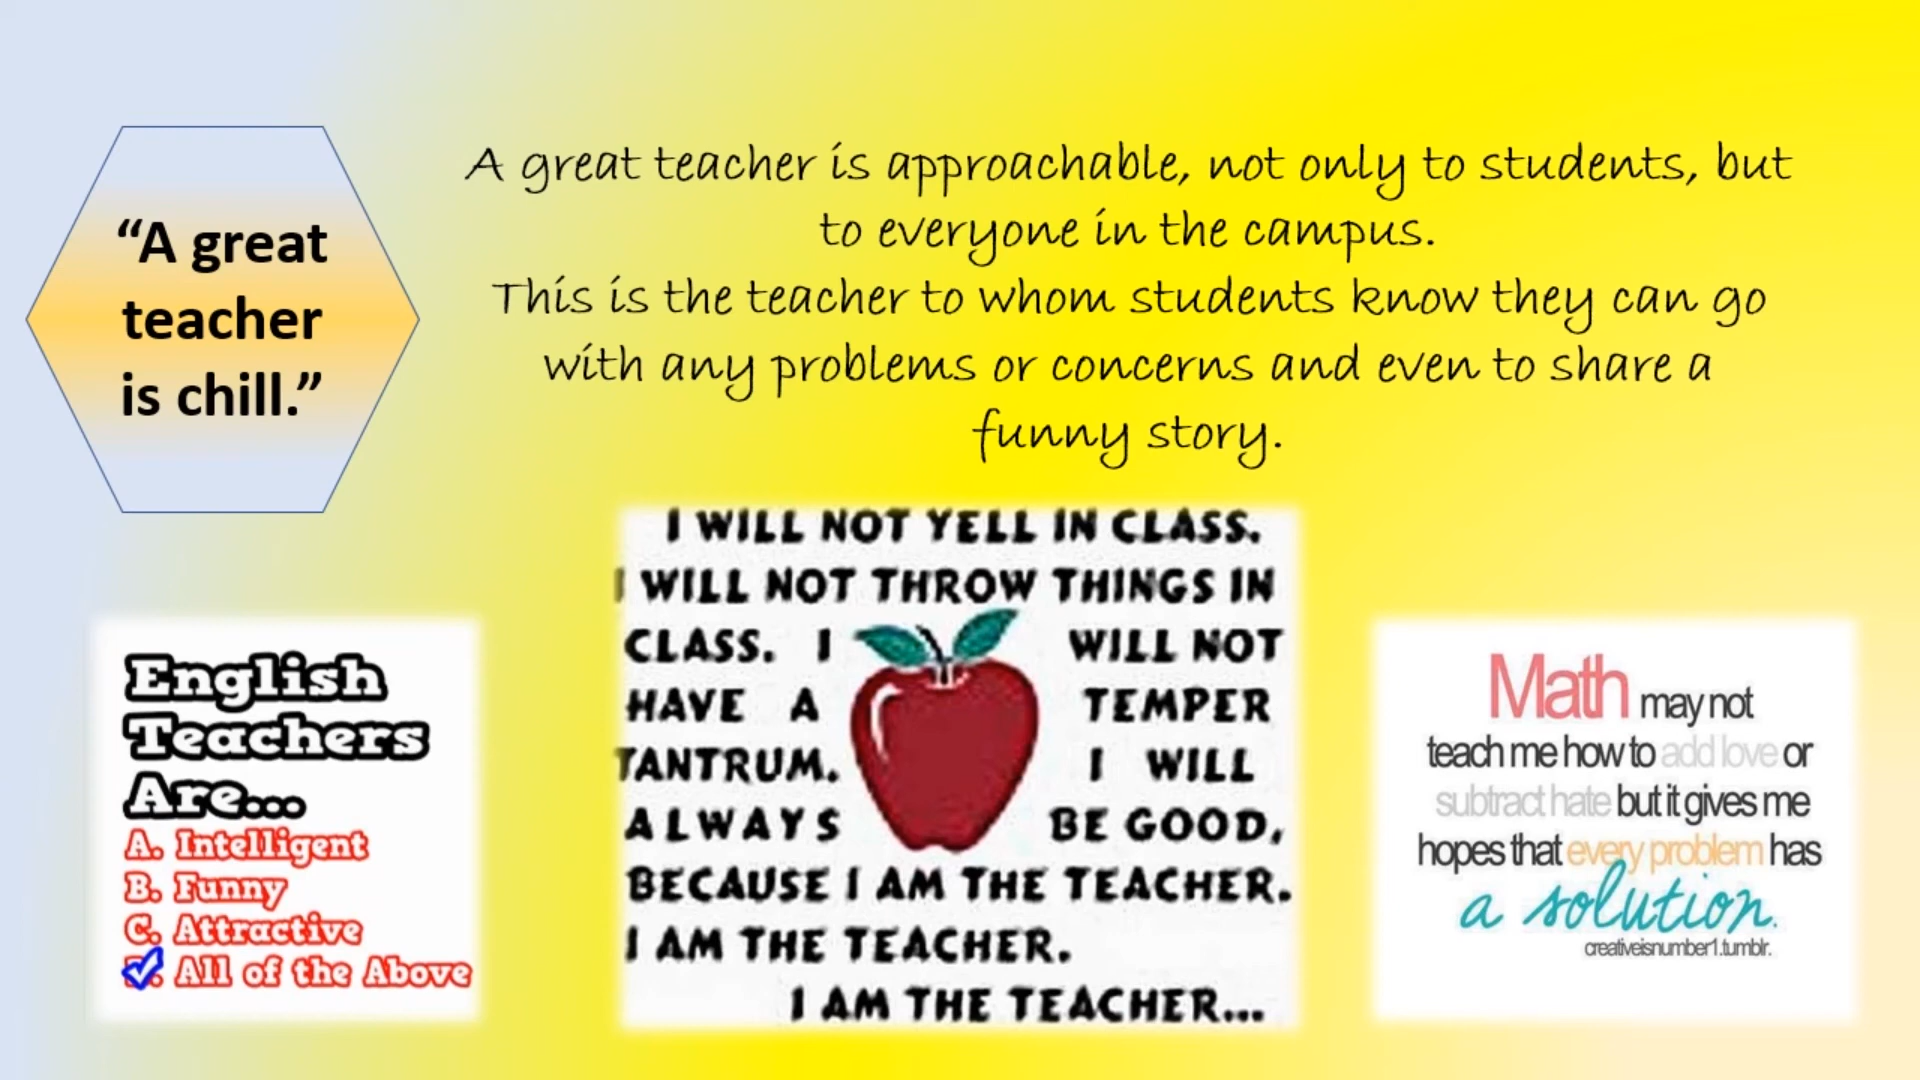 “A great
teacher
is chill.”
A great teacher is approachable, not only to students, but
to everyone in the campus.
This is the teacher to whom students know they can go
with any problems or concerns and even to share a
funny story.
English
Teachers
Are...
A. Intelligent
B. Funny
C. Attractive
All of the Above
I WILL NOT YELL IN CLASS.
I WILL NOT THROW THINGS IN
CLASS. I WILL NOT
HAVE A TEMPER
TANTRUM. I WILL
ALWAYS BE GOOD,
BECAUSE I AM THE TEACHER.
I AM THE TEACHER.
I AM THE TEACHER...
Math may not
teach me how to add love or
subtract hate but it gives me
hopes that every problem has
a solution.
creativeisnumber1.tumblr.